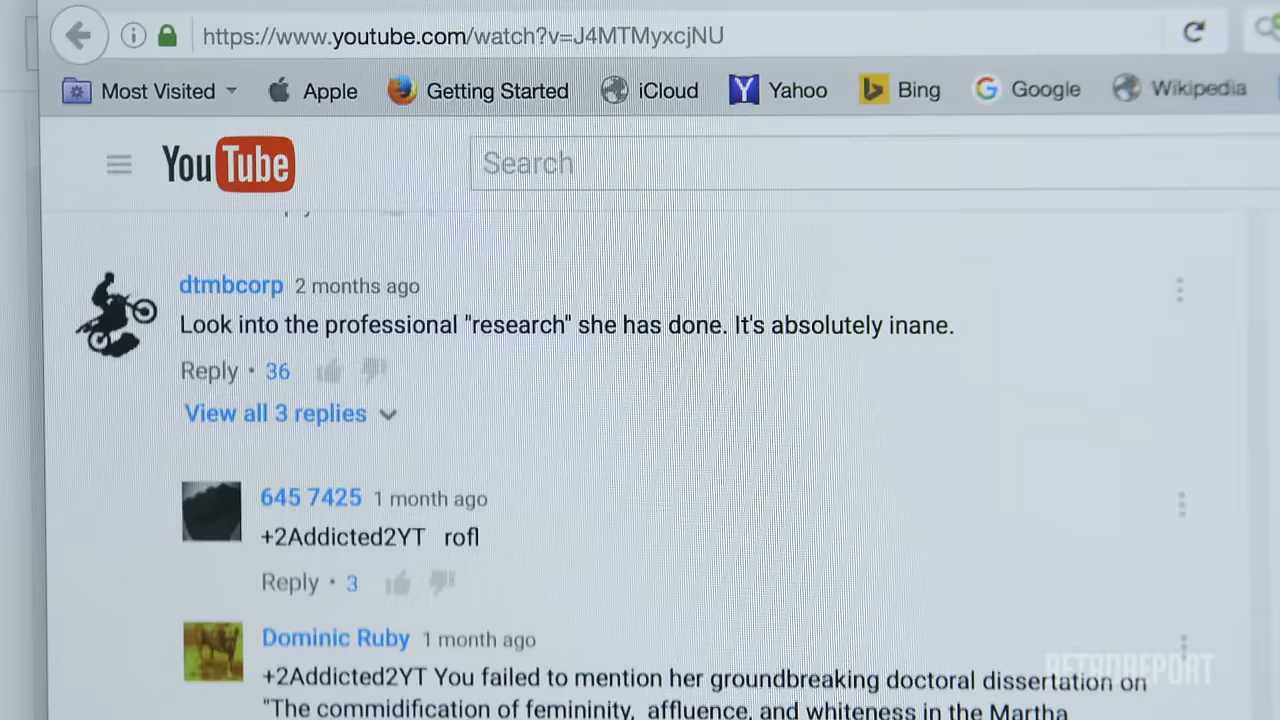 https://www.youtube.com/watch?v=J4MTMyxcjNU
Most Visited Apple Getting Started iCloud Yahoo Bing Google Wikipedia
YouTube Search
dtmbcorp 2 months ago
Look into the professional "research" she has done. It's absolutely inane.
Reply • 36
View all 3 replies
645 7425 1 month ago
+2Addicted2YT rofl
Reply • 3
Dominic Ruby 1 month ago
+2Addicted2YT You failed to mention her groundbreaking doctoral dissertation on
"The commidification of femininity, affluence, and whiteness in the Martha
RETROREPORT